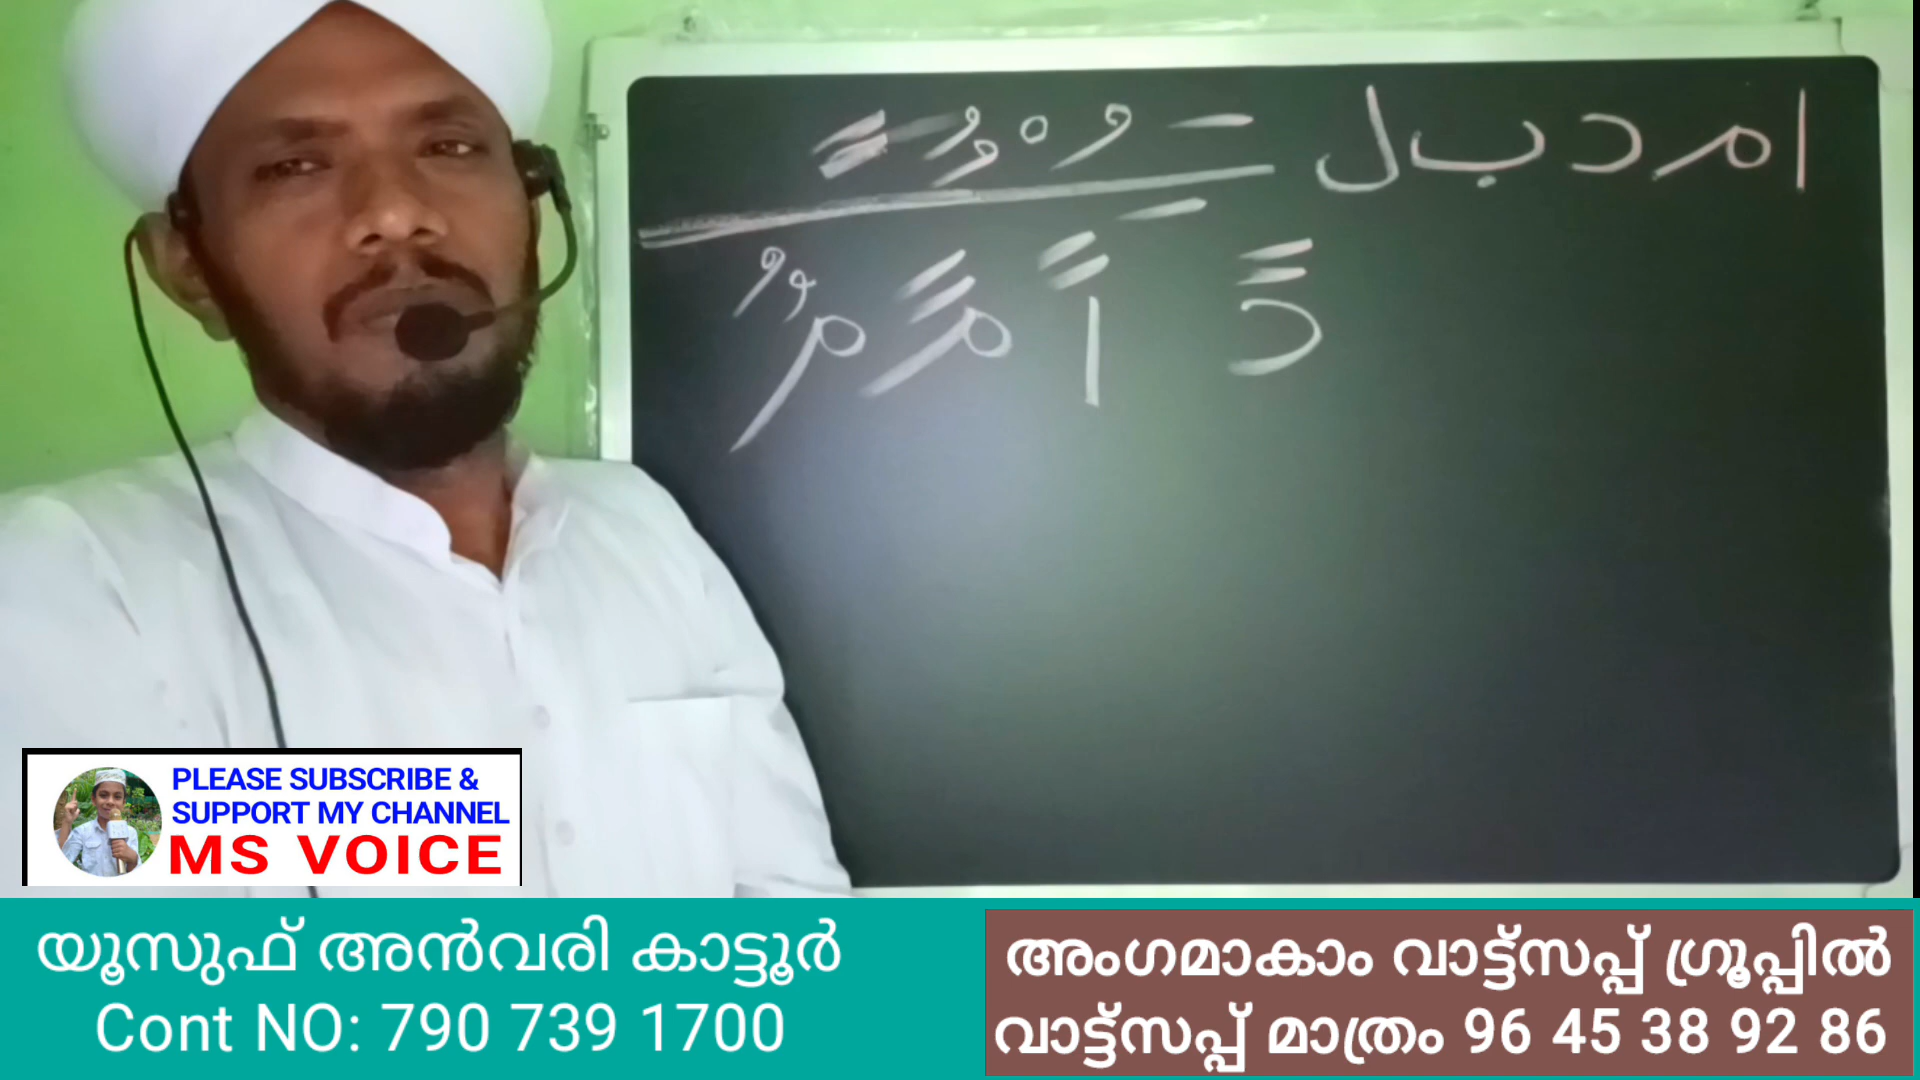 ا م د ب ل
PLEASE SUBSCRIBE &
SUPPORT MY CHANNEL
MS VOICE
യൂസുഫ് അൻവരി കാട്ടൂർ
Cont NO: 790 739 1700
അംഗമാകാം വാട്ട്സപ്പ് ഗ്രൂപ്പിൽ
വാട്ട്സപ്പ് മാത്രം 96 45 38 92 86